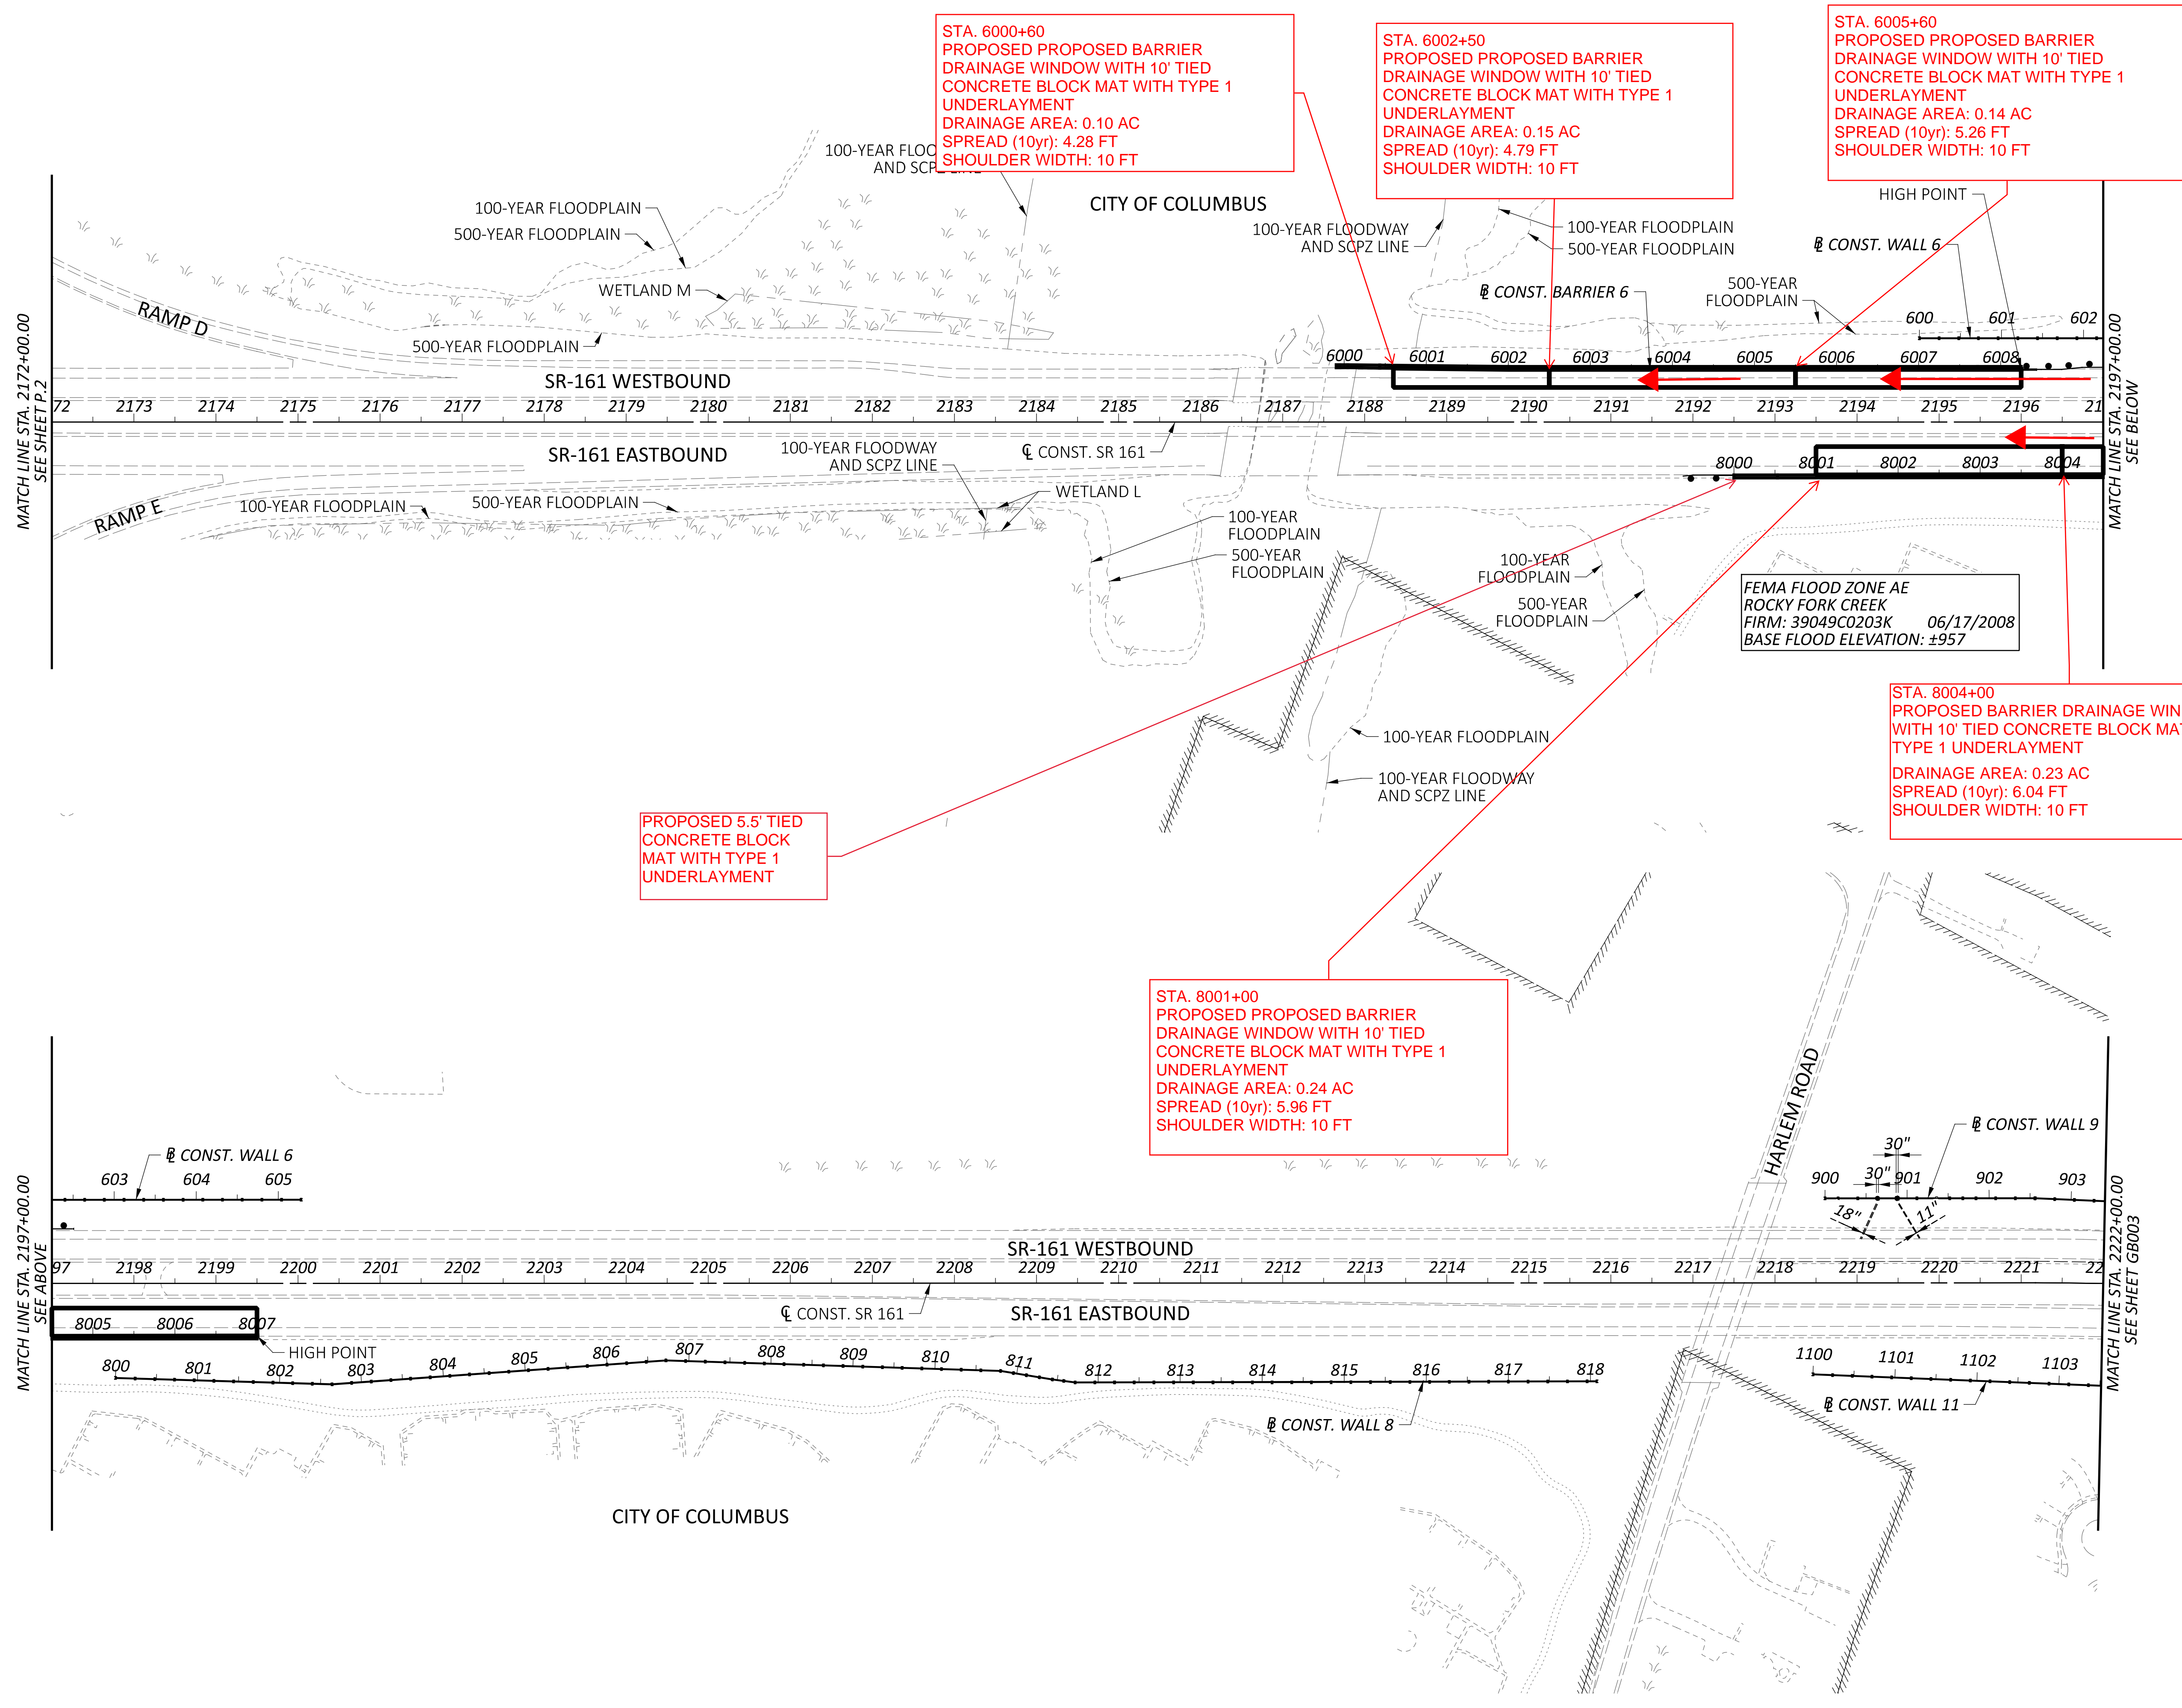 STA. 6000+60
PROPOSED PROPOSED BARRIER
DRAINAGE WINDOW WITH 10' TIED
CONCRETE BLOCK MAT WITH TYPE 1
UNDERLAYMENT
DRAINAGE AREA: 0.10 AC
SPREAD (10yr): 4.28 FT
SHOULDER WIDTH: 10 FT
STA. 6002+50
PROPOSED PROPOSED BARRIER
DRAINAGE WINDOW WITH 10' TIED
CONCRETE BLOCK MAT WITH TYPE 1
UNDERLAYMENT
DRAINAGE AREA: 0.15 AC
SPREAD (10yr): 4.79 FT
SHOULDER WIDTH: 10 FT
STA. 6005+60
PROPOSED PROPOSED BARRIER
DRAINAGE WINDOW WITH 10' TIED
CONCRETE BLOCK MAT WITH TYPE 1
UNDERLAYMENT
DRAINAGE AREA: 0.14 AC
SPREAD (10yr): 5.26 FT
SHOULDER WIDTH: 10 FT
100-YEAR FLOO
AND SCPZ LINE
CITY OF COLUMBUS
100-YEAR FLOODPLAIN
500-YEAR FLOODPLAIN
WETLAND M
500-YEAR FLOODPLAIN
100-YEAR FLOODWAY
AND SCPZ LINE
100-YEAR FLOODPLAIN
500-YEAR FLOODPLAIN
HIGH POINT
℄ CONST. WALL 6
℄ CONST. BARRIER 6
500-YEAR
FLOODPLAIN
600 601 602
RAMP D
MATCH LINE STA. 2172+00.00
SEE SHEET P.2
6000 6001 6002 6003 6004 6005 6006 6007 6008
SR-161 WESTBOUND
72 2173 2174 2175 2176 2177 2178 2179 2180 2181 2182 2183 2184 2185 2186 2187 2188 2189 2190 2191 2192 2193 2194 2195 2196 21
MATCH LINE STA. 2197+00.00
SEE BELOW
SR-161 EASTBOUND
100-YEAR FLOODWAY
AND SCPZ LINE
℄ CONST. SR 161
8000 8001 8002 8003 8004
RAMP E
100-YEAR FLOODPLAIN
500-YEAR FLOODPLAIN
WETLAND L
100-YEAR
FLOODPLAIN
500-YEAR
FLOODPLAIN
100-YEAR
FLOODPLAIN
500-YEAR
FLOODPLAIN
FEMA FLOOD ZONE AE
ROCKY FORK CREEK
FIRM: 39049C0203K 06/17/2008
BASE FLOOD ELEVATION: ±957
100-YEAR FLOODPLAIN
100-YEAR FLOODWAY
AND SCPZ LINE
STA. 8004+00
PROPOSED BARRIER DRAINAGE WIN
WITH 10' TIED CONCRETE BLOCK MA
TYPE 1 UNDERLAYMENT
DRAINAGE AREA: 0.23 AC
SPREAD (10yr): 6.04 FT
SHOULDER WIDTH: 10 FT
PROPOSED 5.5' TIED
CONCRETE BLOCK
MAT WITH TYPE 1
UNDERLAYMENT
STA. 8001+00
PROPOSED PROPOSED BARRIER
DRAINAGE WINDOW WITH 10' TIED
CONCRETE BLOCK MAT WITH TYPE 1
UNDERLAYMENT
DRAINAGE AREA: 0.24 AC
SPREAD (10yr): 5.96 FT
SHOULDER WIDTH: 10 FT
HARLEM ROAD
℄ CONST. WALL 6
603 604 605
℄ CONST. WALL 9
30"
30"
900 901 902 903
18"
11"
MATCH LINE STA. 2197+00.00
SEE ABOVE
SR-161 WESTBOUND
97 2198 2199 2200 2201 2202 2203 2204 2205 2206 2207 2208 2209 2210 2211 2212 2213 2214 2215 2216 2217 2218 2219 2220 2221 22
MATCH LINE STA. 2222+00.00
SEE SHEET GB003
℄ CONST. SR 161
SR-161 EASTBOUND
8005 8006 8007
HIGH POINT
800 801 802 803 804 805 806 807 808 809 810 811 812 813 814 815 816 817 818
1100 1101 1102 1103
℄ CONST. WALL 8
℄ CONST. WALL 11
CITY OF COLUMBUS